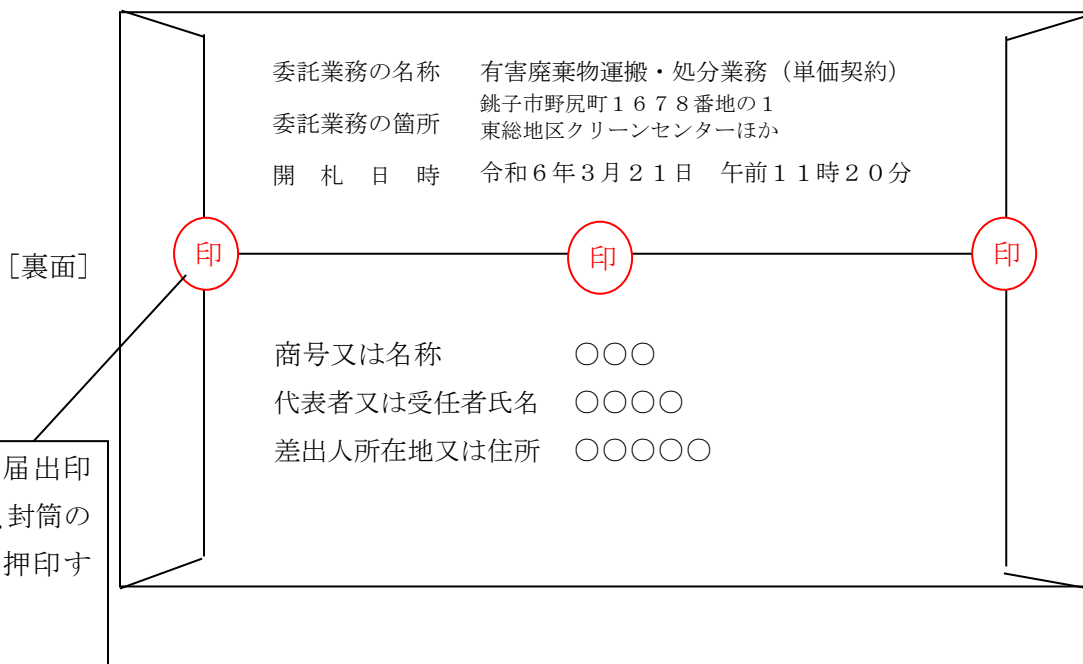 委託業務の名称　有害廃棄物運搬・処分業務（単価契約）
委託業務の箇所　銚子市野尻町１６７８番地の１
東総地区クリーンセンターほか
開　札　日　時　令和６年３月２１日　午前１１時２０分
［裏面］
印　印　印
商号又は名称　○○○
代表者又は受任者氏名　○○○○
差出人所在地又は住所　○○○○○
届出印
封筒の
押印す